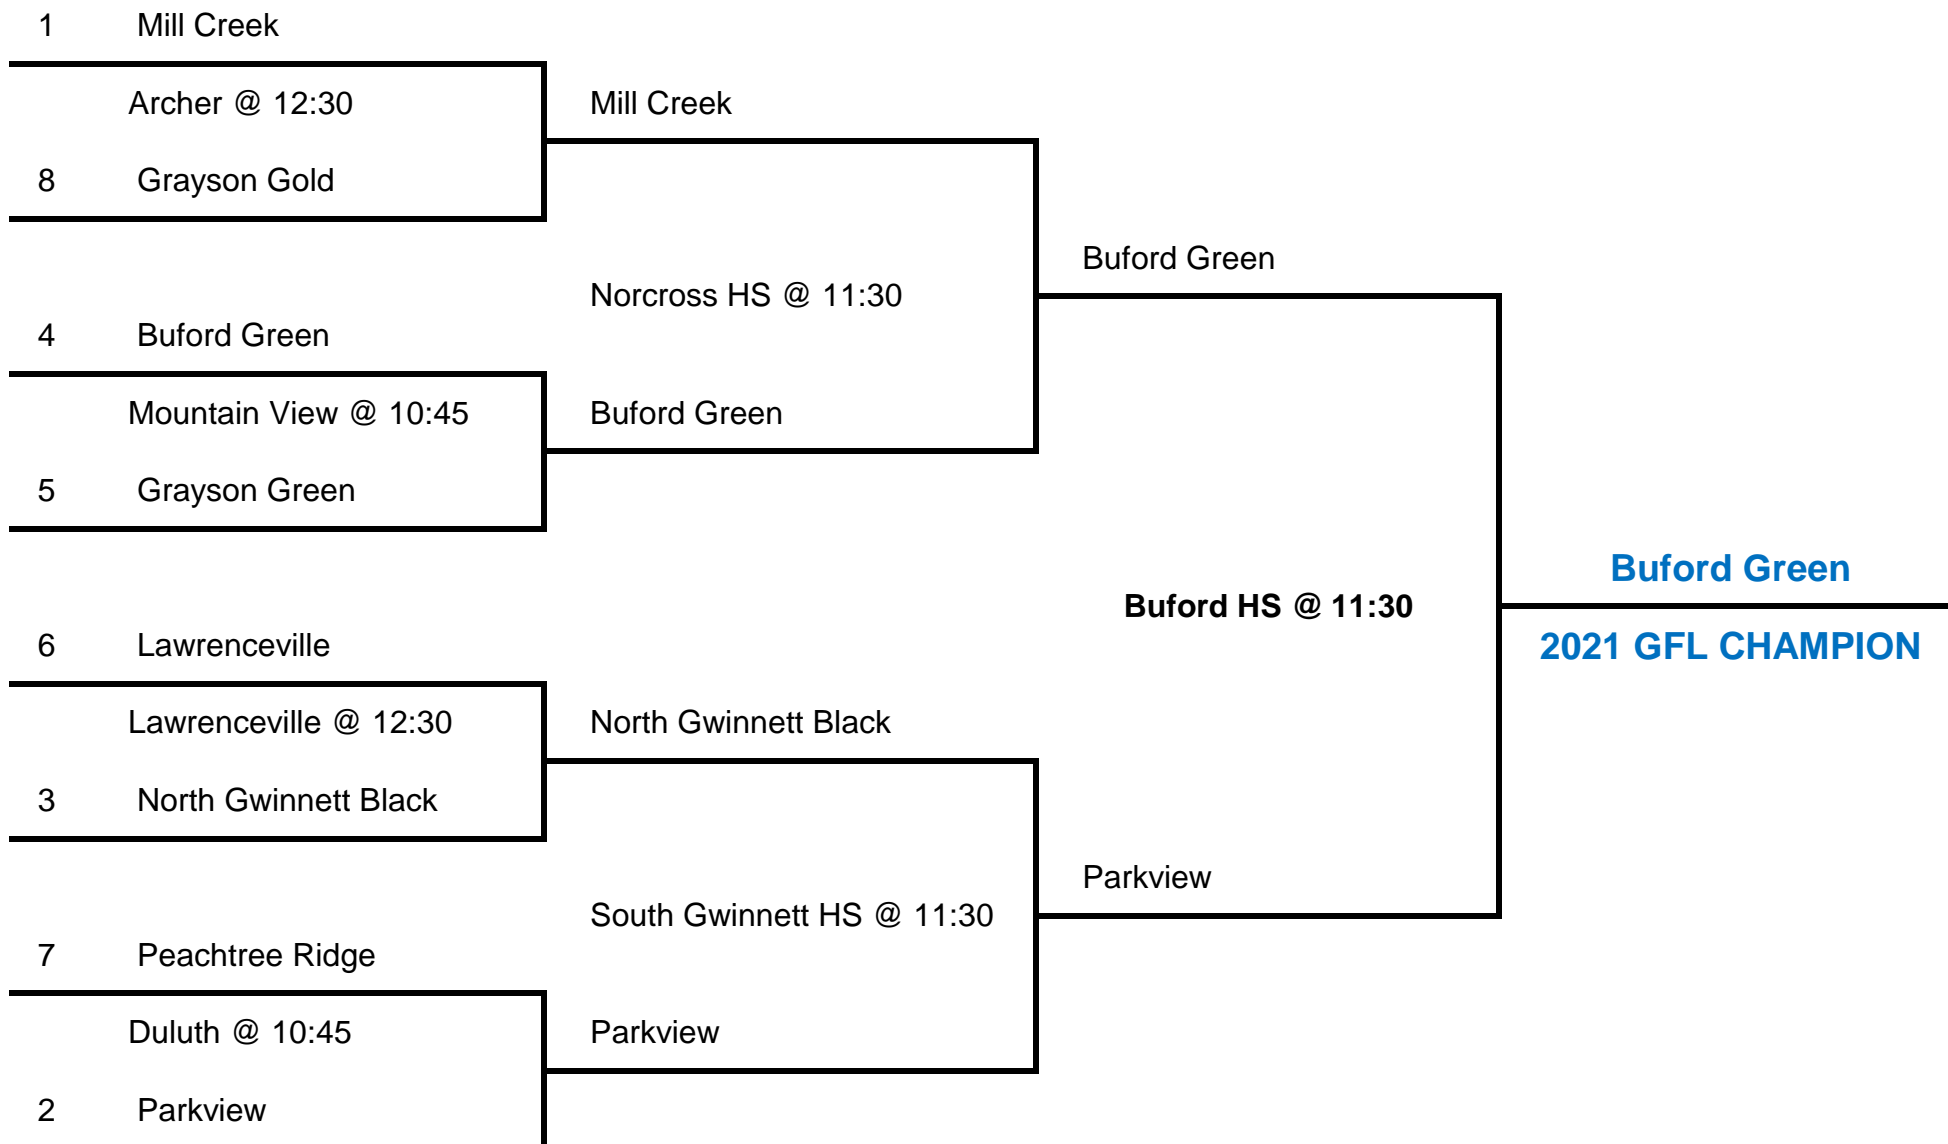 1 Mill Creek
Archer @ 12:30
Mill Creek
8 Grayson Gold
Buford Green
Norcross HS @ 11:30
4 Buford Green
Mountain View @ 10:45
Buford Green
5 Grayson Green
Buford Green
Buford HS @ 11:30
2021 GFL CHAMPION
6 Lawrenceville
Lawrenceville @ 12:30
North Gwinnett Black
3 North Gwinnett Black
Parkview
South Gwinnett HS @ 11:30
7 Peachtree Ridge
Duluth @ 10:45
Parkview
2 Parkview